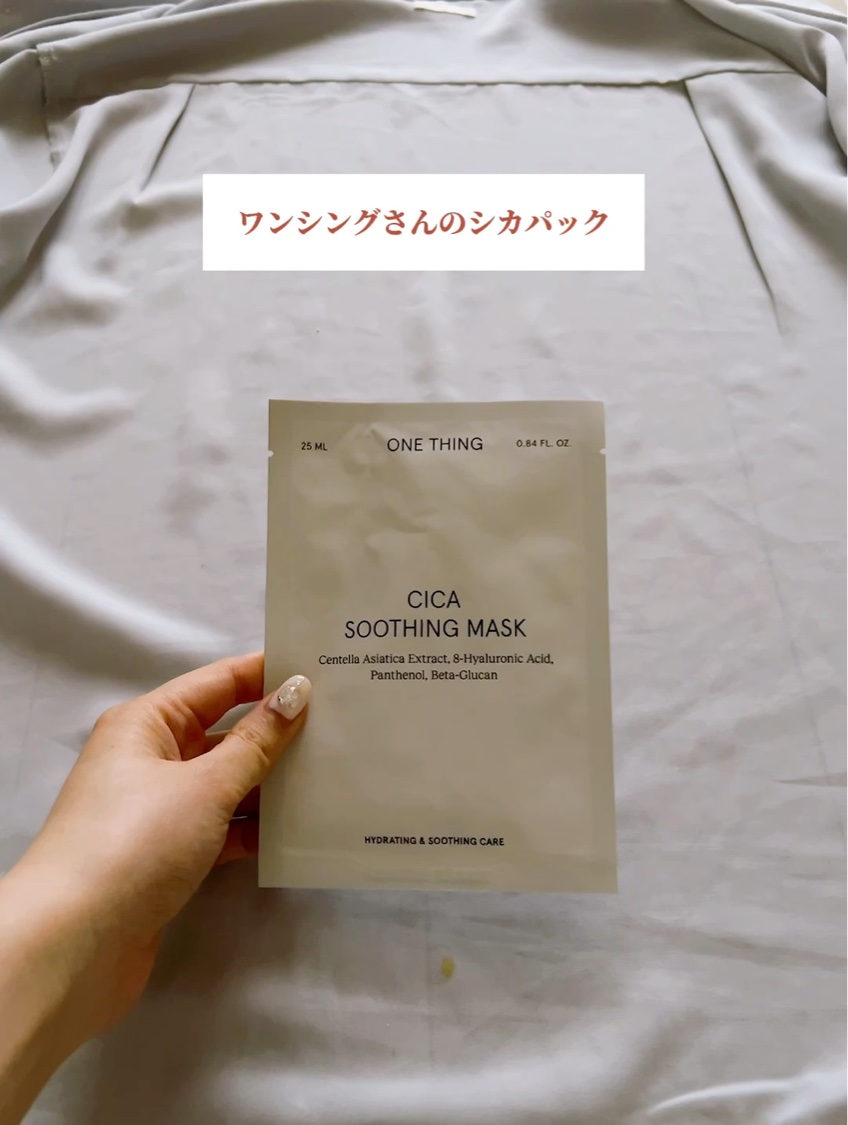 ワンシングさんのシカパック
25 ML ONE THING 0.84 FL. OZ.
CICA
SOOTHING MASK
Centella Asiatica Extract, 8-Hyaluronic Acid,
Panthenol, Beta-Glucan
HYDRATING & SOOTHING CARE